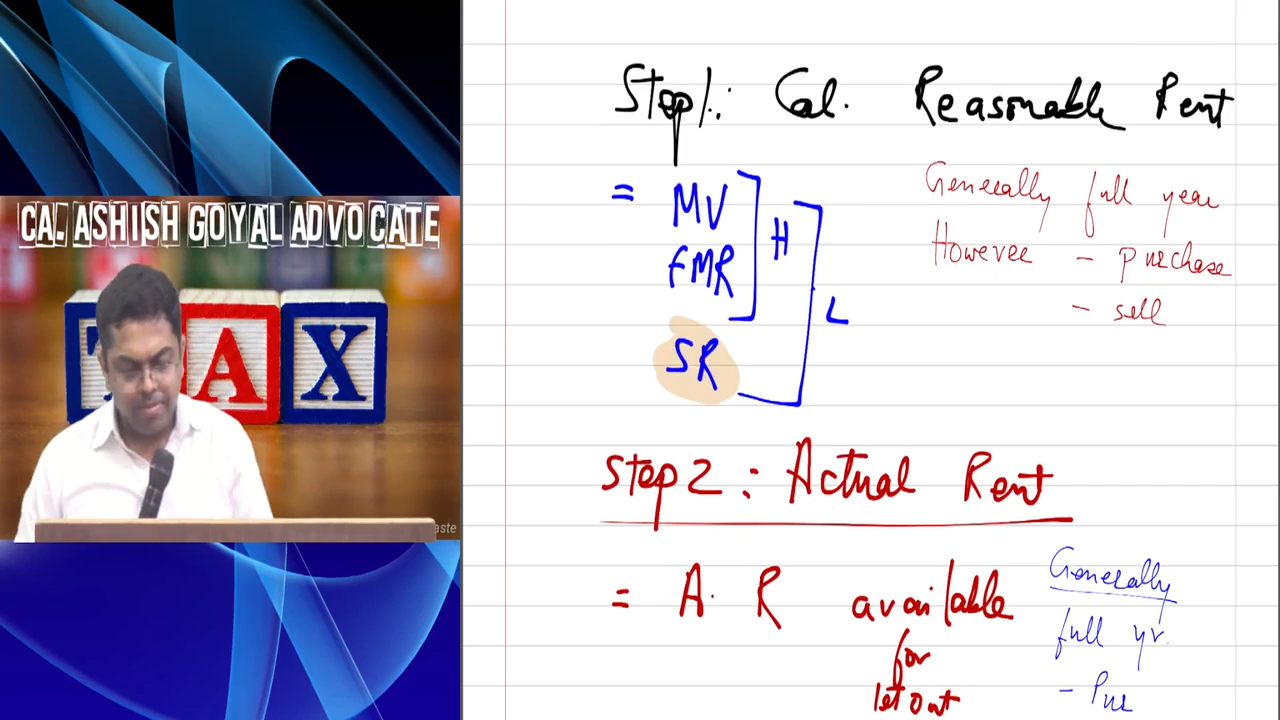 CA. ASHISH GOYAL ADVOCATE
T A X
aste
Step 1: Cal. Reasonable Rent
= MV
FMR
H
SR
L
Generally full year
However - purchase
- sell
Step 2: Actual Rent
= A. R available
for
let out
Generally
full yr.
- Pur